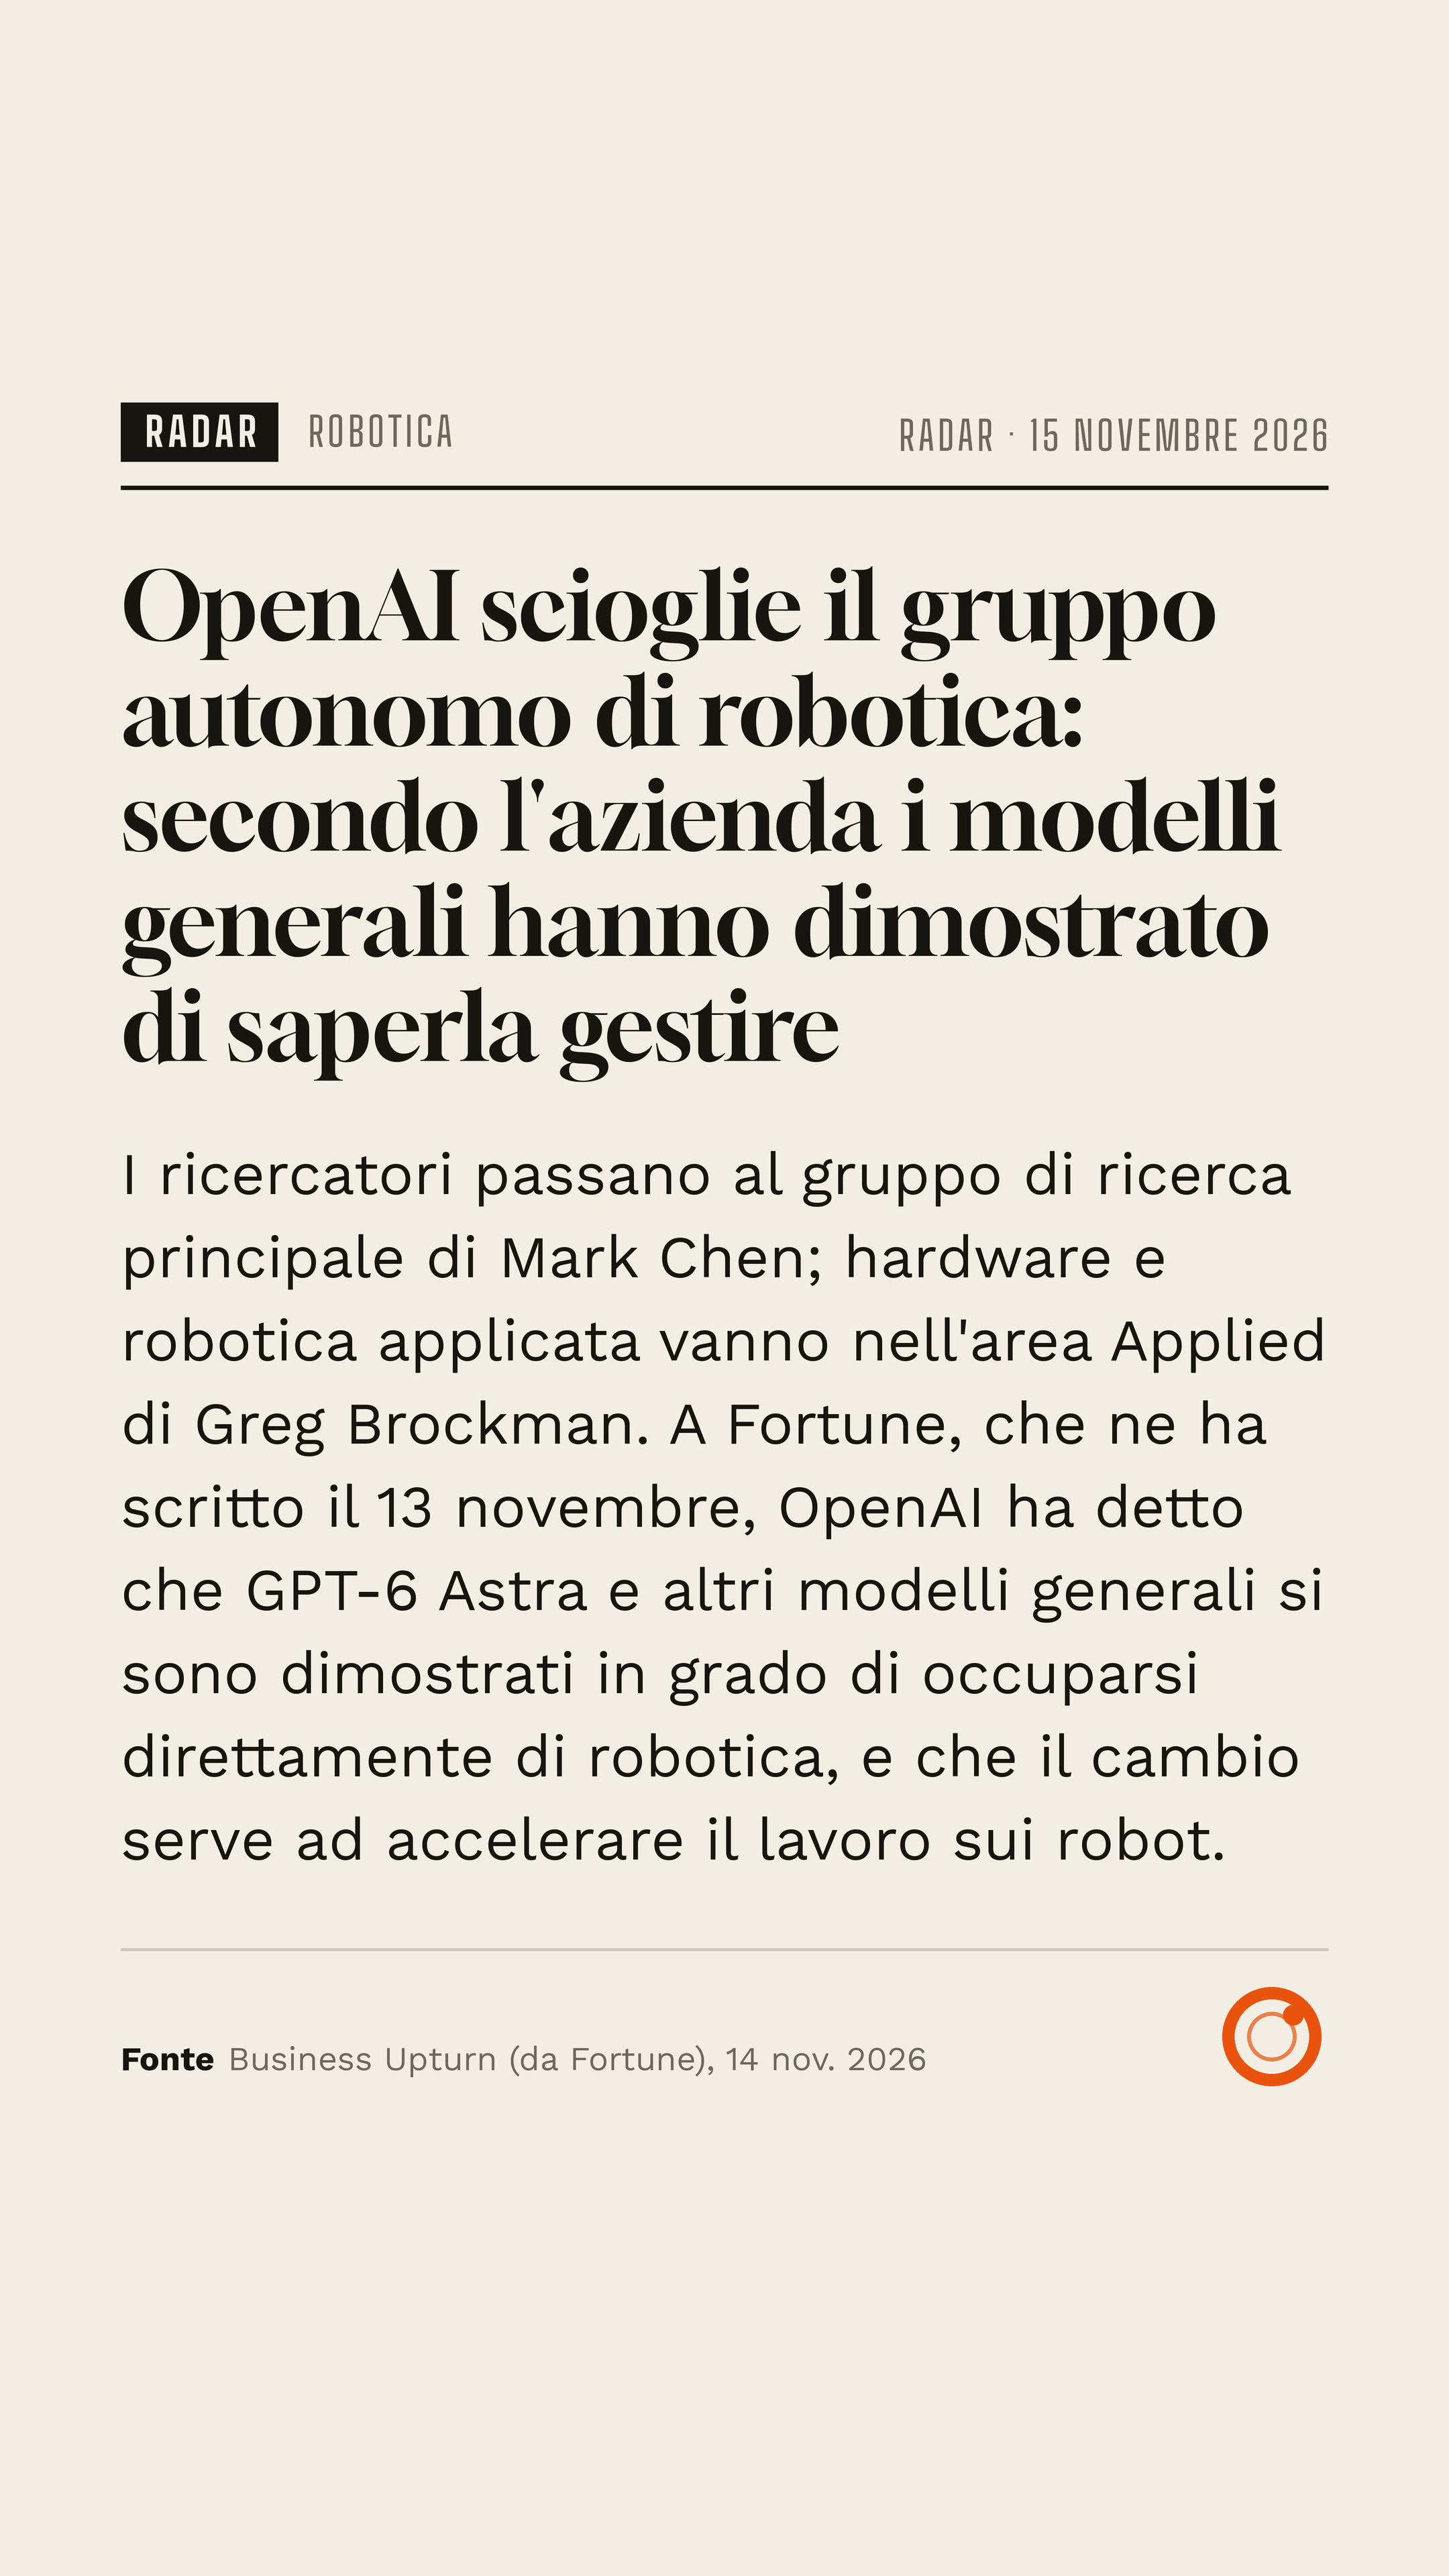 RADAR ROBOTICA RADAR · 15 NOVEMBRE 2026
OpenAI scioglie il gruppo
autonomo di robotica:
secondo l'azienda i modelli
generali hanno dimostrato
di saperla gestire
I ricercatori passano al gruppo di ricerca
principale di Mark Chen; hardware e
robotica applicata vanno nell'area Applied
di Greg Brockman. A Fortune, che ne ha
scritto il 13 novembre, OpenAI ha detto
che GPT-6 Astra e altri modelli generali si
sono dimostrati in grado di occuparsi
direttamente di robotica, e che il cambio
serve ad accelerare il lavoro sui robot.
Fonte Business Upturn (da Fortune), 14 nov. 2026